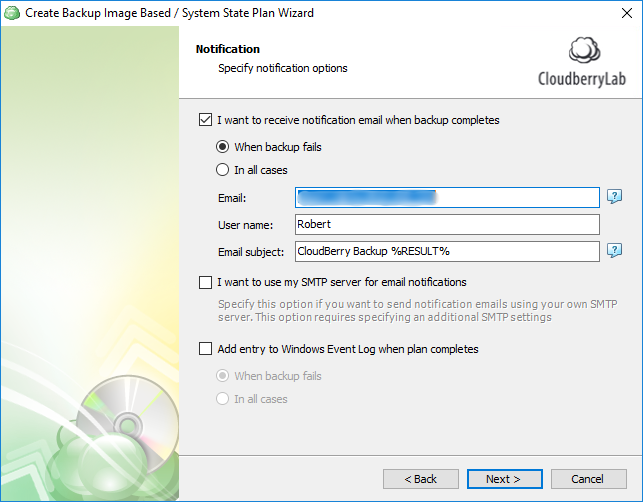 Create Backup Image Based / System State Plan Wizard
Notification
Specify notification options
CloudberryLab
I want to receive notification email when backup completes
When backup fails
In all cases
Email:
?
User name: Robert
Email subject: CloudBerry Backup %RESULT%
?
I want to use my SMTP server for email notifications
Specify this option if you want to send notification emails using your own SMTP
server. This option requires specifying an additional SMTP settings
Add entry to Windows Event Log when plan completes
When backup fails
In all cases
< Back
Next >
Cancel